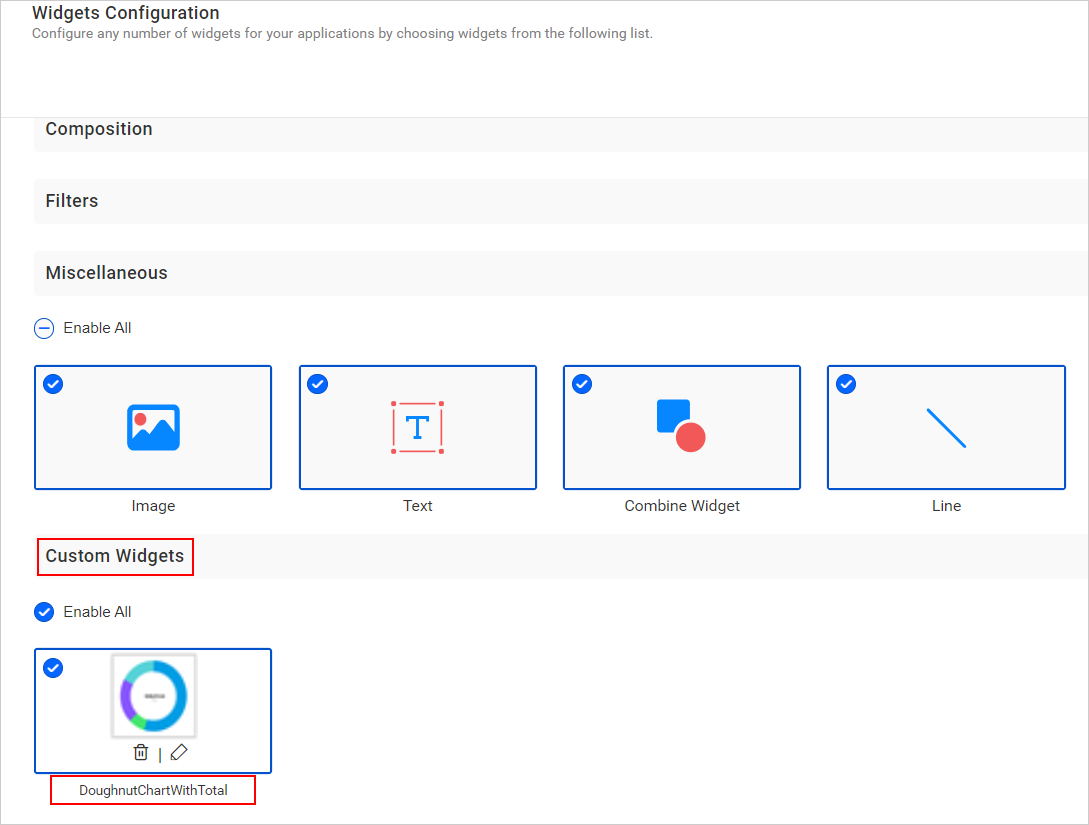 Widgets Configuration
Configure any number of widgets for your applications by choosing widgets from the following list.
Composition
Filters
Miscellaneous
Enable All
T
Image
Text
Combine Widget
Line
Custom Widgets
Enable All
|
DoughnutChartWithTotal